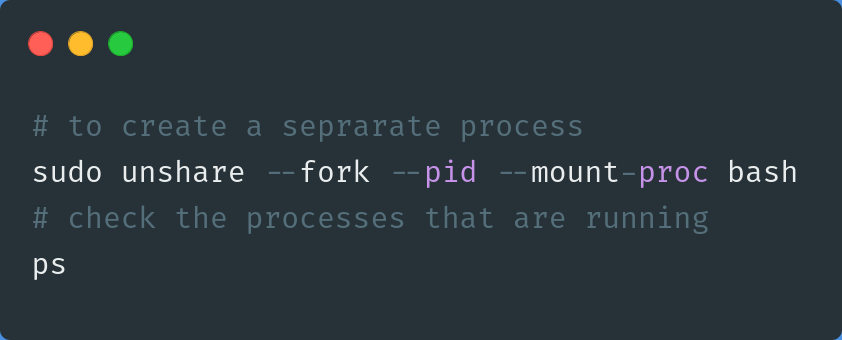 # to create a seprarate process
sudo unshare --fork --pid --mount-proc bash
# check the processes that are running
ps